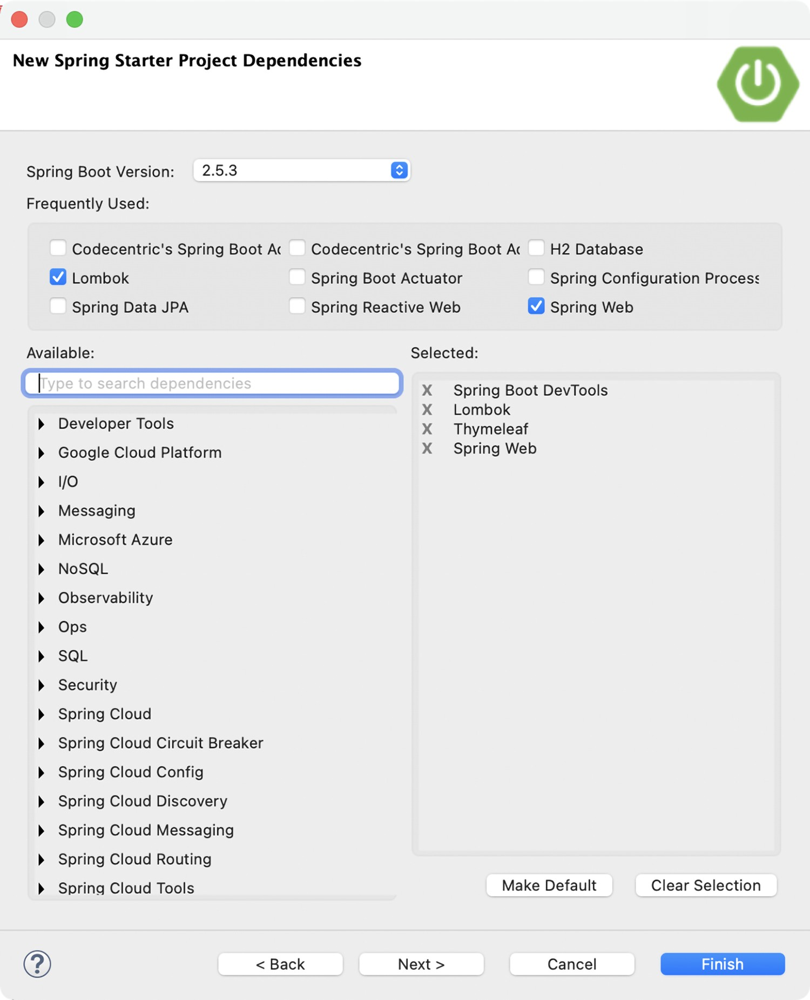 New Spring Starter Project Dependencies
Spring Boot Version: 2.5.3
Frequently Used:
Codecentric's Spring Boot Ac Codecentric's Spring Boot Ac H2 Database
Lombok Spring Boot Actuator Spring Configuration Process
Spring Data JPA Spring Reactive Web Spring Web
Available:
Type to search dependencies
Developer Tools
Google Cloud Platform
I/O
Messaging
Microsoft Azure
NoSQL
Observability
Ops
SQL
Security
Spring Cloud
Spring Cloud Circuit Breaker
Spring Cloud Config
Spring Cloud Discovery
Spring Cloud Messaging
Spring Cloud Routing
Spring Cloud Tools
Selected:
X Spring Boot DevTools
X Lombok
X Thymeleaf
X Spring Web
Make Default Clear Selection
? < Back Next > Cancel Finish